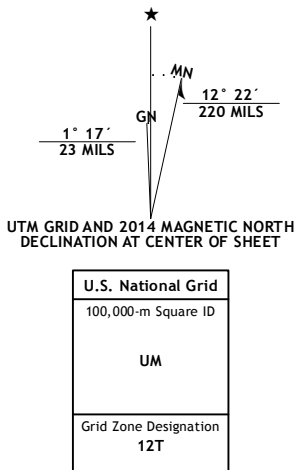 MN
GN
12° 22´
220 MILS
1° 17´
23 MILS
UTM GRID AND 2014 MAGNETIC NORTH
DECLINATION AT CENTER OF SHEET
U.S. National Grid
100,000-m Square ID
UM
Grid Zone Designation
12T